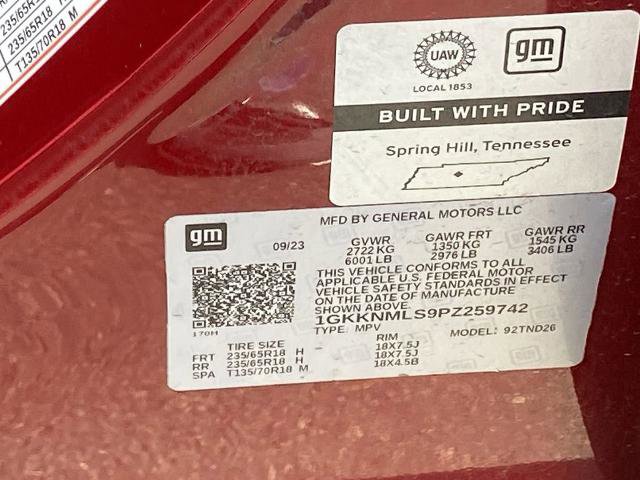 235/65R18 H
235/65R18 H
T135/70R18 M
UAW
gm
LOCAL 1853
BUILT WITH PRIDE
Spring Hill, Tennessee
gm
MFD BY GENERAL MOTORS LLC
09/23
GVWR GAWR FRT GAWR RR
2722 KG 1350 KG 1545 KG
6001 LB 2976 LB 3406 LB
THIS VEHICLE CONFORMS TO ALL
APPLICABLE U.S. FEDERAL MOTOR
VEHICLE SAFETY STANDARDS IN EFFECT
ON THE DATE OF MANUFACTURE
SHOWN ABOVE.
1GKKNMLS9PZ259742
170H
TYPE: MPV MODEL: 92TND26
TIRE SIZE RIM
FRT 235/65R18 H 18X7.5J
RR 235/65R18 H 18X7.5J
SPA T135/70R18 M 18X4.5B